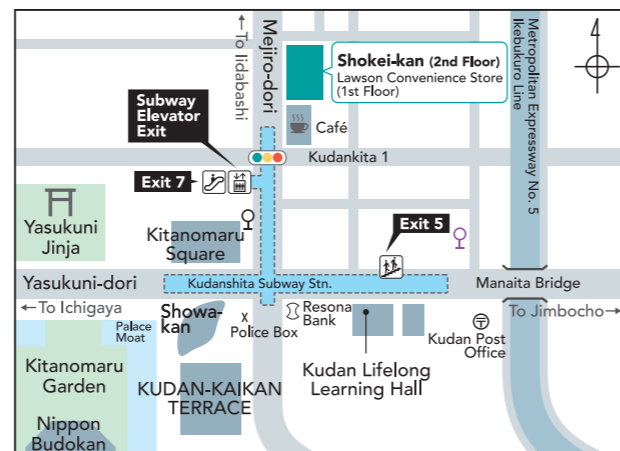 ←To Iidabashi
Mejiro-dori
Metropolitan Expressway No. 5
Ikebukuro Line
4
Shokei-kan (2nd Floor)
Lawson Convenience Store
(1st Floor)
Subway
Elevator
Exit
Café
Kudankita 1
Exit 7
Yasukuni
Jinja
Kitanomaru
Square
Exit 5
Yasukuni-dori
Kudanshita Subway Stn.
Manaita Bridge
←To Ichigaya
To Jimbocho→
Palace
Moat
Showa-
kan
x
Police Box
Resona
Bank
Kudan Post
Office
Kitanomaru
Garden
KUDAN-KAIKAN
TERRACE
Kudan Lifelong
Learning Hall
Nippon
Budokan